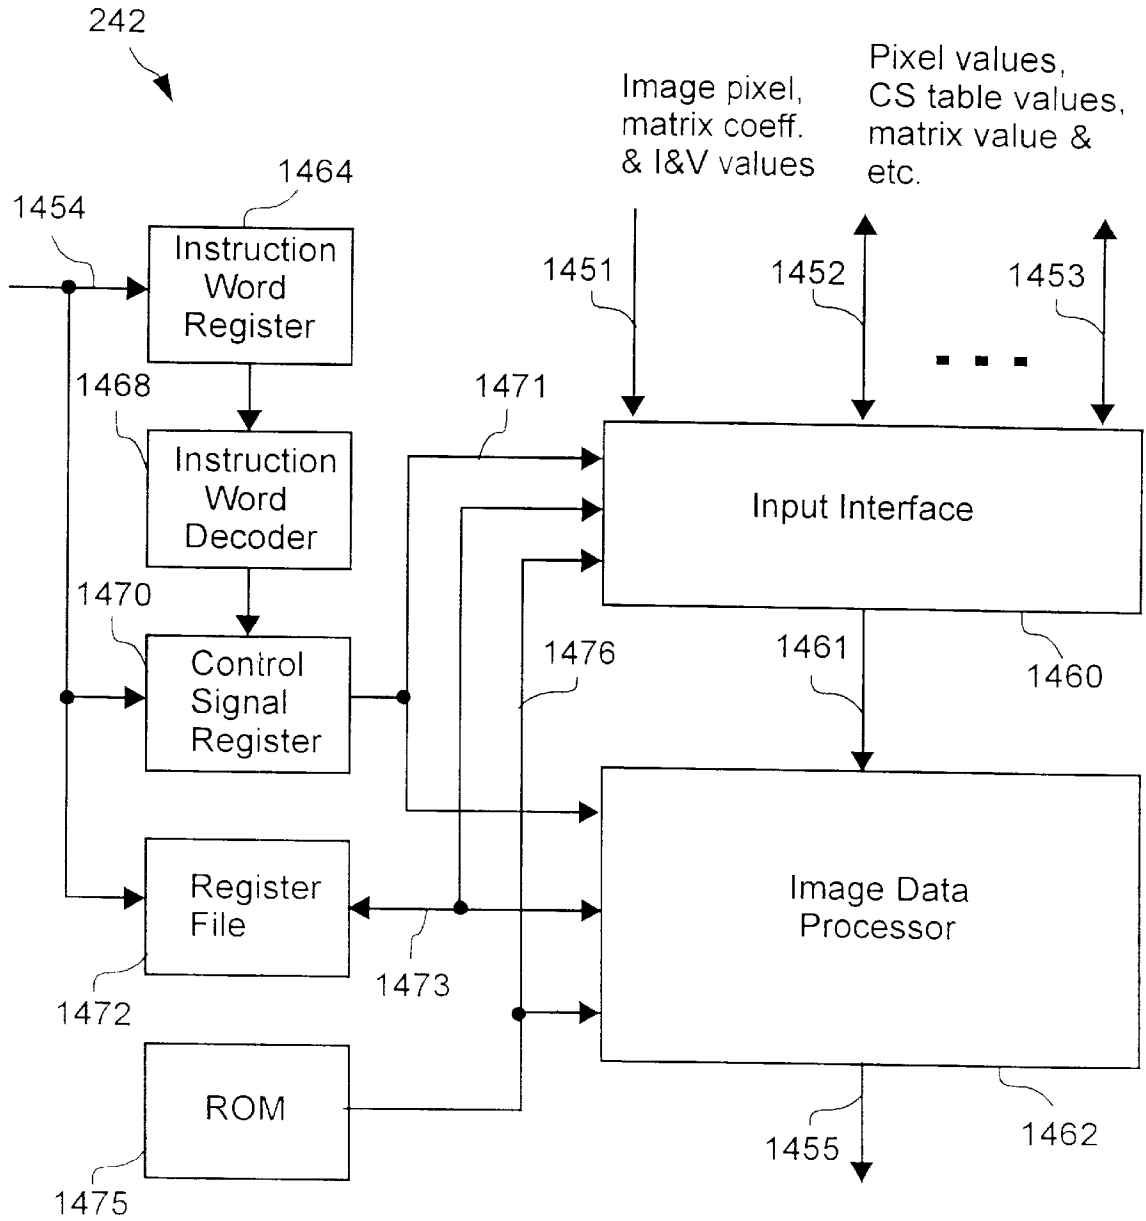 242
Image pixel,
matrix coeff.
& I&V values
Pixel values,
CS table values,
matrix value &
etc.
1464
1454
Instruction
Word
Register
1451
1452
1453
1468
1471
Instruction
Word
Decoder
Input Interface
1470
Control
Signal
Register
1476
1461
1460
Register
File
1473
1472
Image Data
Processor
ROM
1475
1455
1462